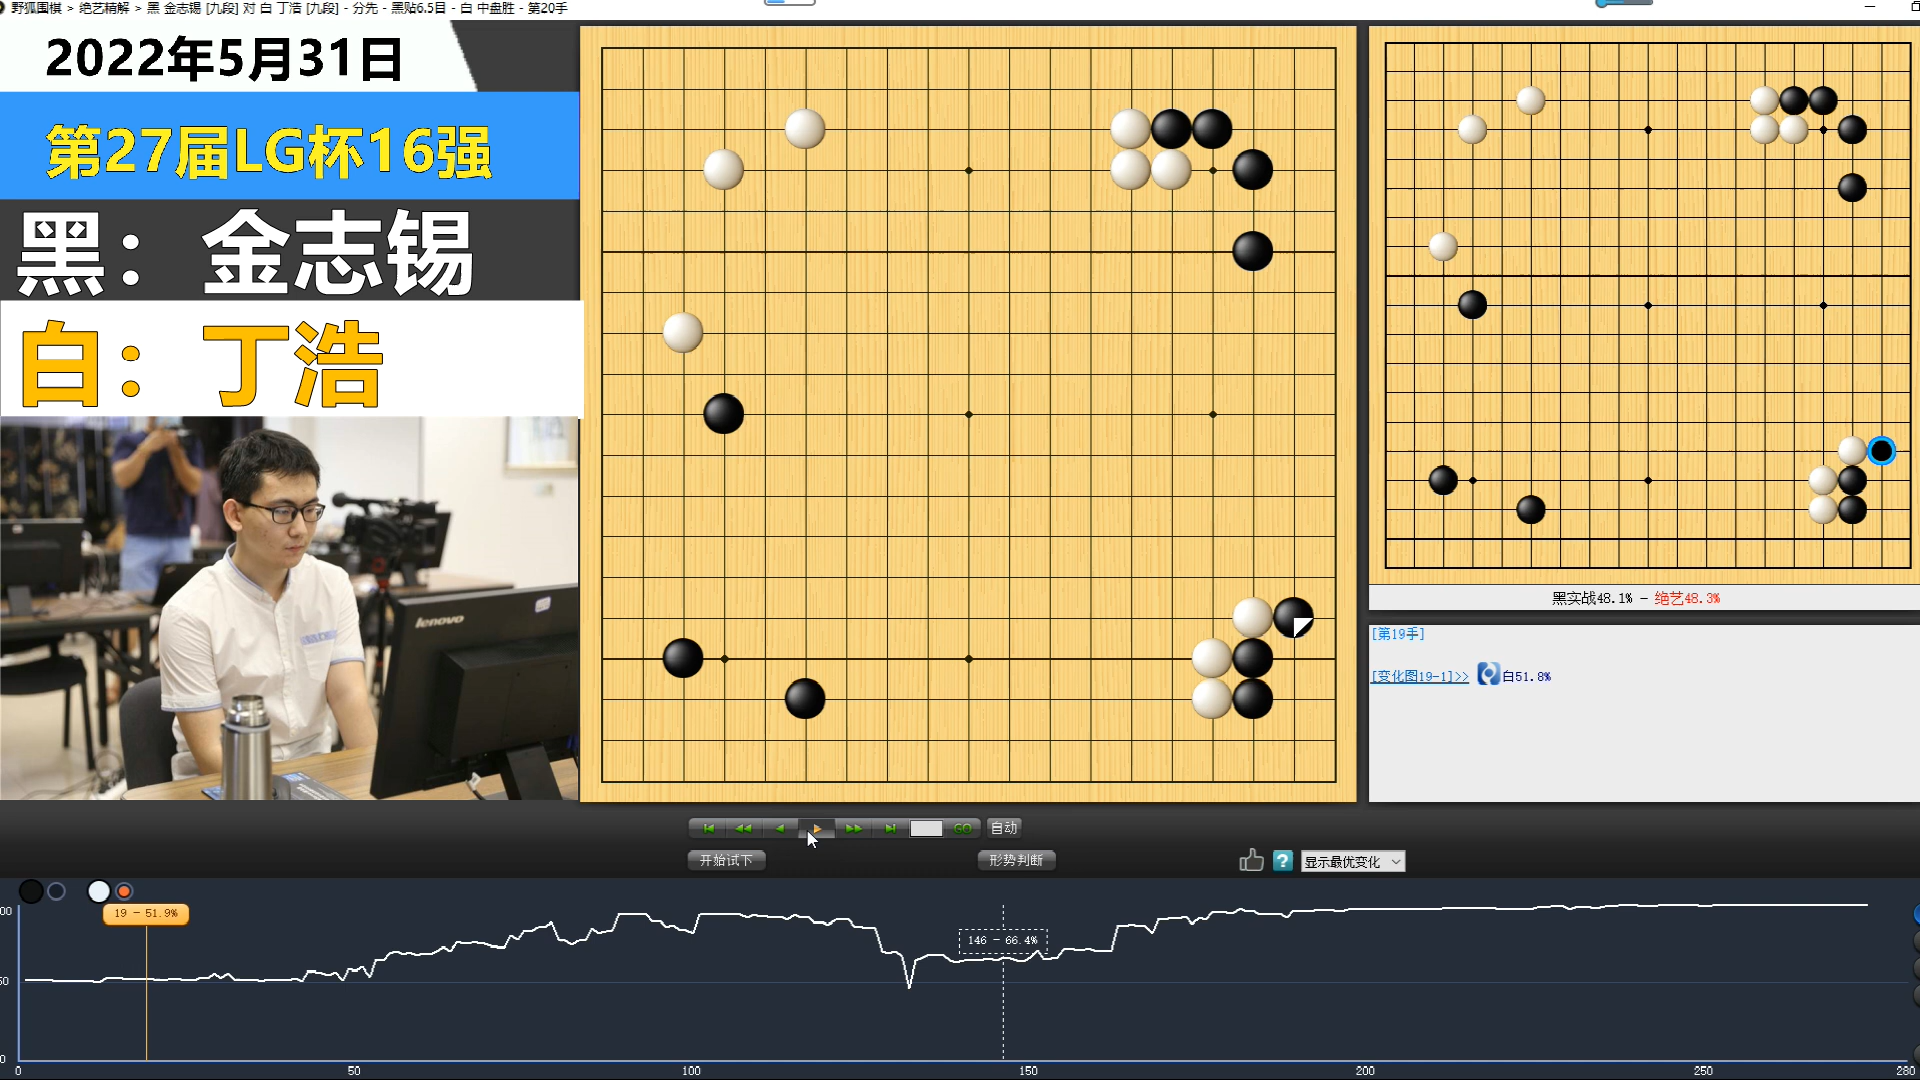 野狐围棋 > 绝艺精解 > 黑 金志锡 [九段] 对 白 丁浩 [九段] - 分先 - 黑贴6.5目 - 白 中盘胜 - 第20手
2022年5月31日
第27届LG杯16强
黑：金志锡
白：丁浩
lenovo
黑实战48.1% - 绝艺48.3%
[第19手]
[变化图19-1]>> 白51.8%
GO 自动
开始试下 形势判断 ? 显示最优变化
19 - 51.9%
146 - 66.4%
00
50
0
0 50 100 150 200 250 280